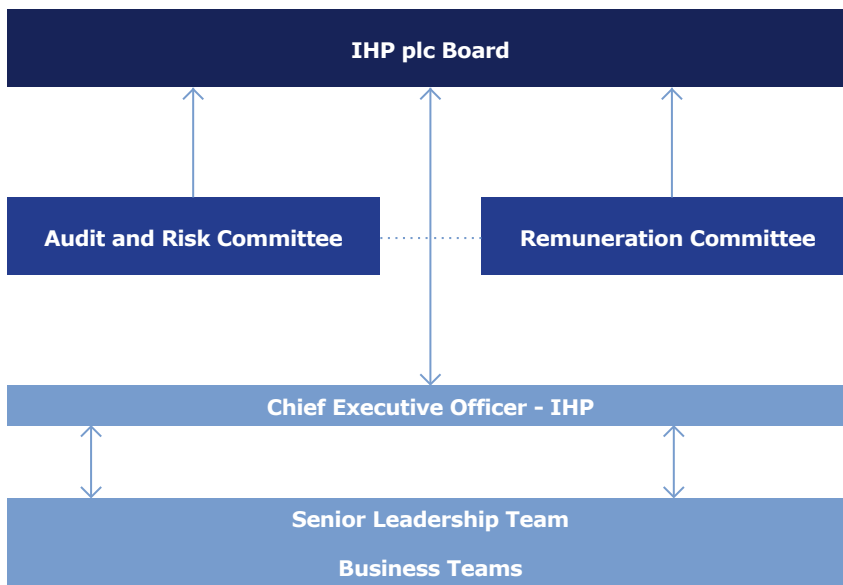 IHP plc Board
Audit and Risk Committee
Remuneration Committee
Chief Executive Officer - IHP
Senior Leadership Team
Business Teams